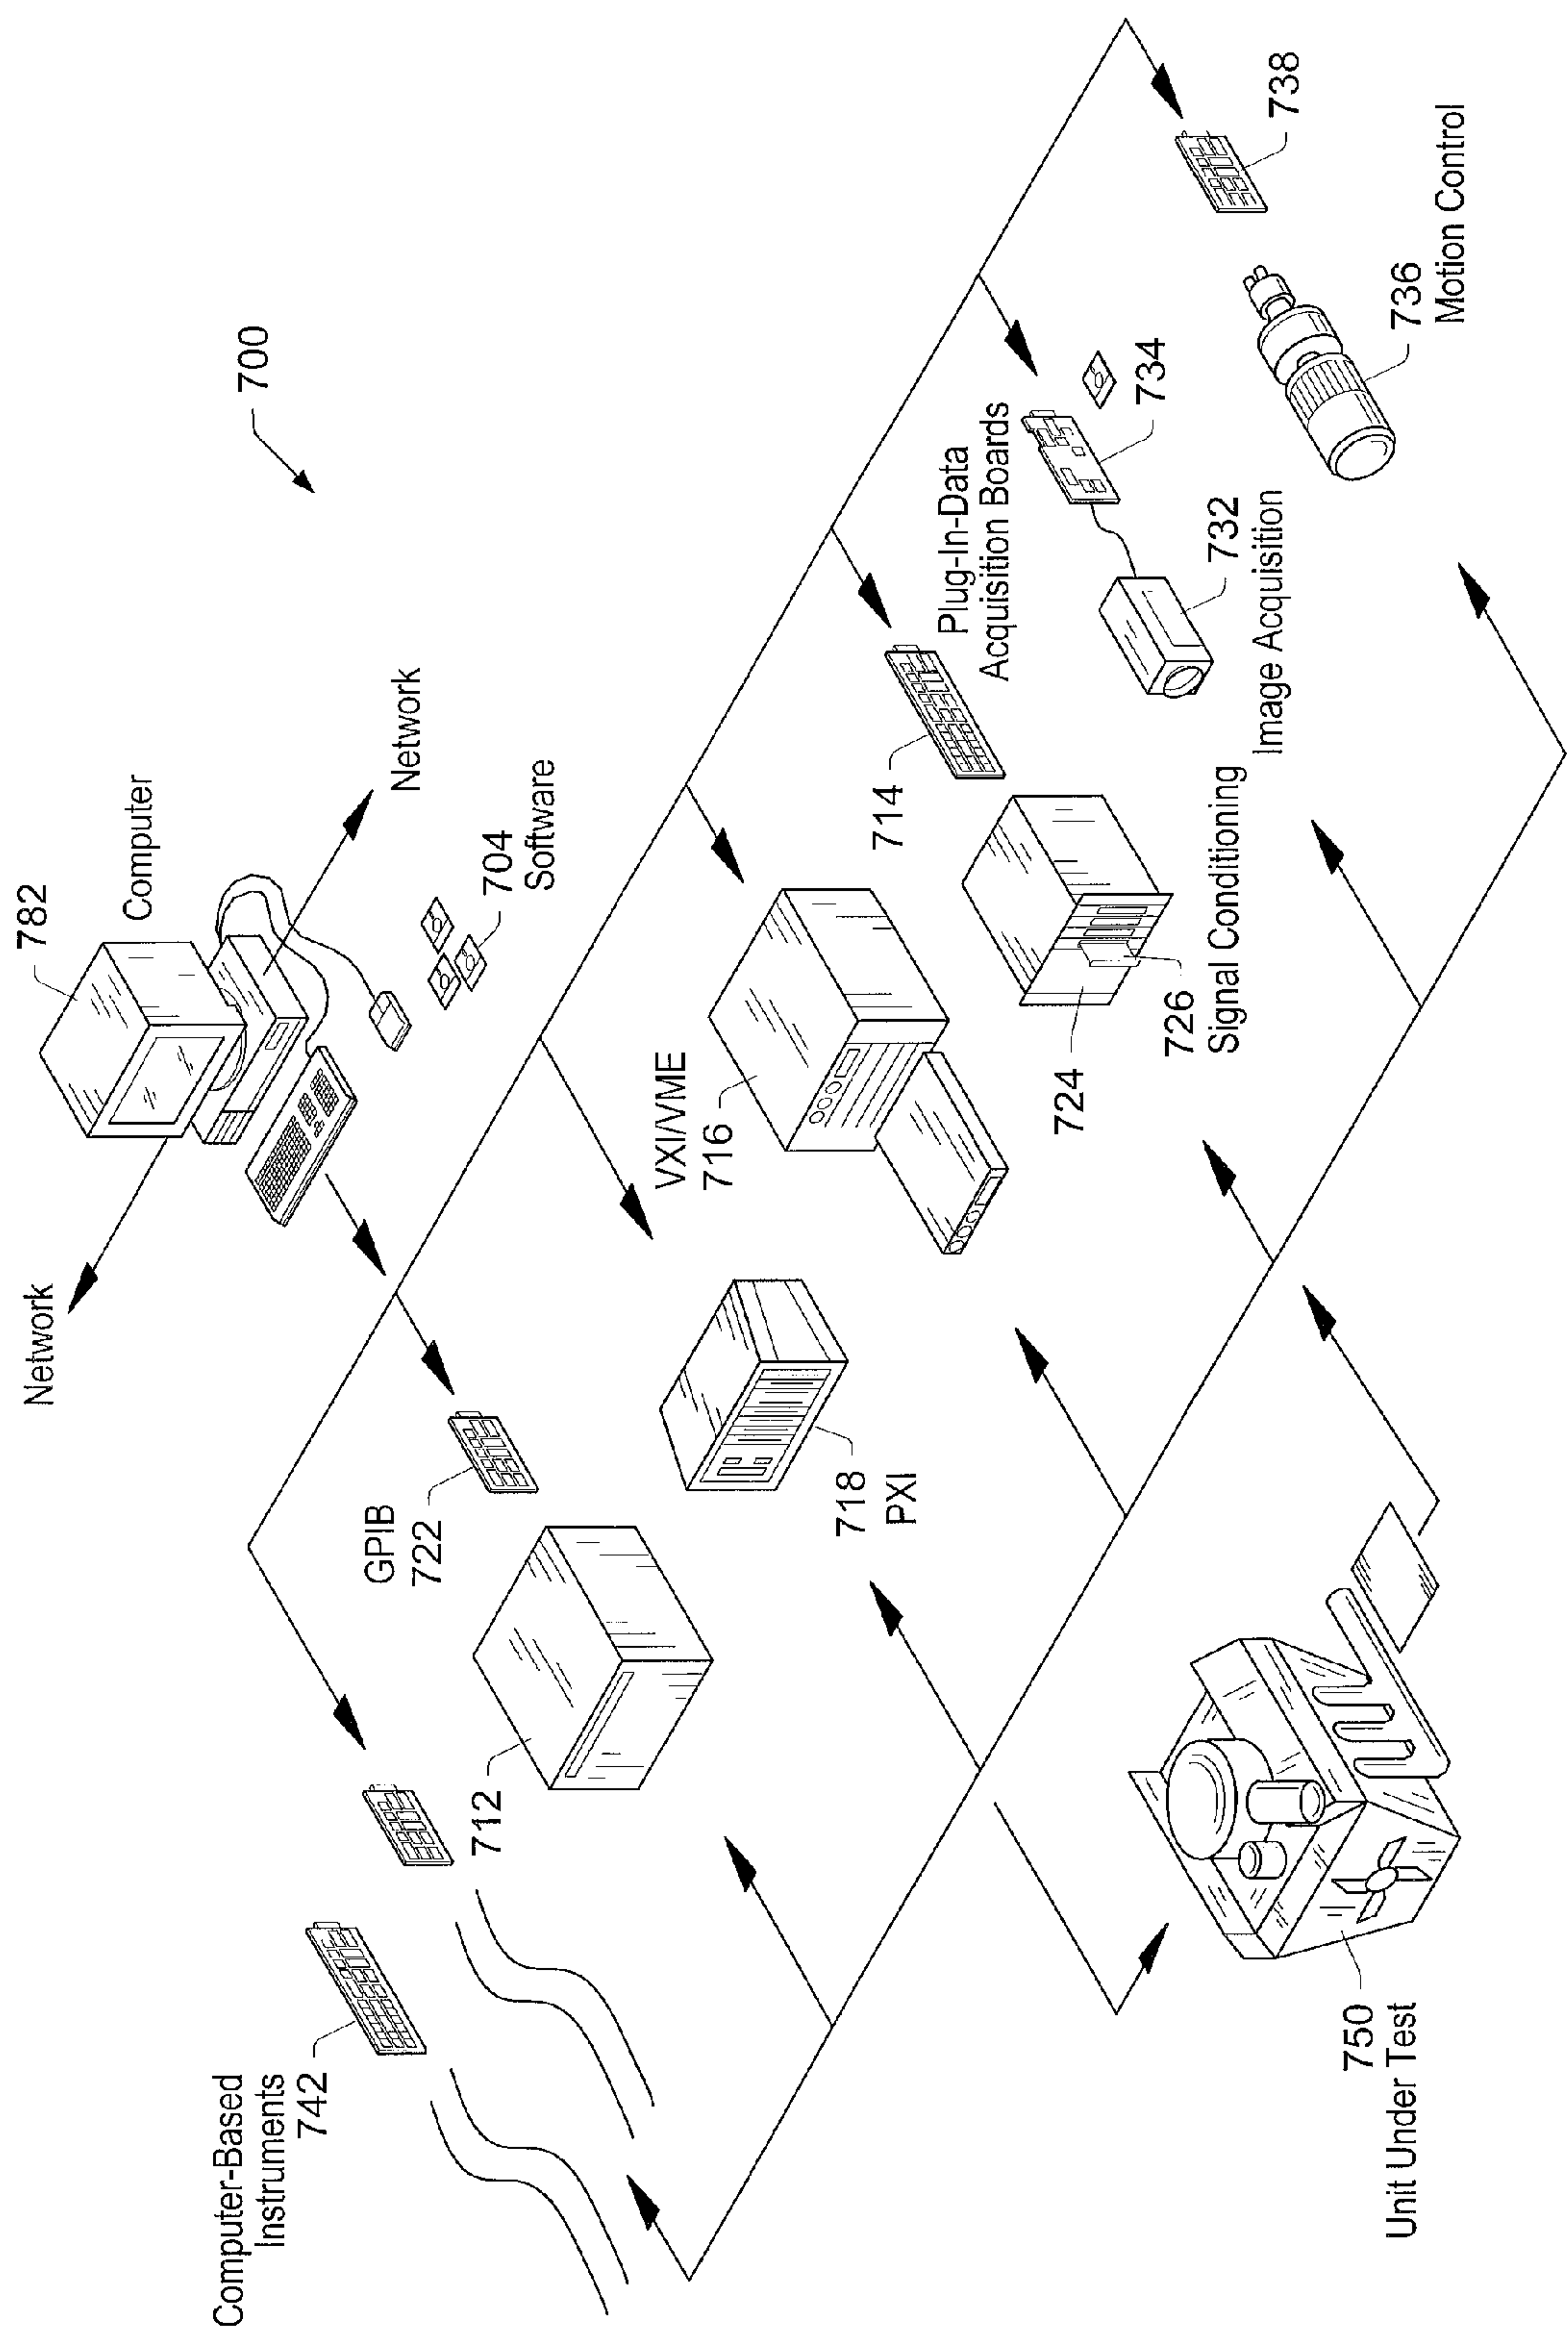 700
782
Computer
Network
Network
704
Software
Computer-Based
Instruments
742
GPIB
722
712
718
PXI
VXI/VME
716
714
Plug-In-Data
Acquisition Boards
724
726
Signal Conditioning
734
732
Image Acquisition
738
736
Motion Control
750
Unit Under Test